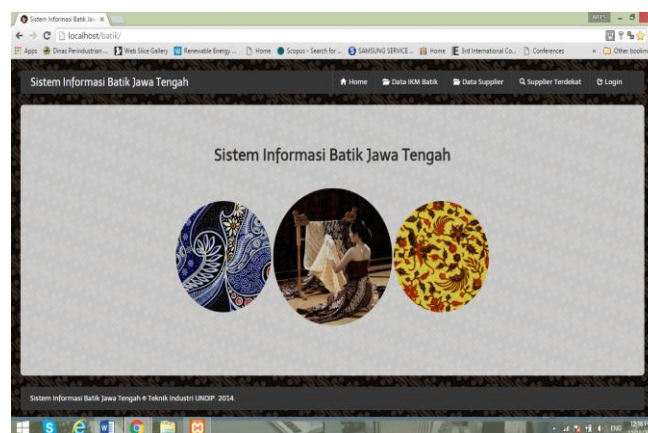 Sistem Informasi Batik Jav
localhost/batik/
Apps Dinas Perindustrian ... Web Slice Gallery Renewable Energy ... Home Scopus - Search for ... SAMSUNG SERVICE ... Home 3rd International Co... Conferences » Other bookm
Sistem Informasi Batik Jawa Tengah Home Data IKM Batik Data Supplier Supplier Terdekat Login
Sistem Informasi Batik Jawa Tengah
Sistem Informasi Batik Jawa Tengah © Teknik Industri UNDIP. 2014.
ENG